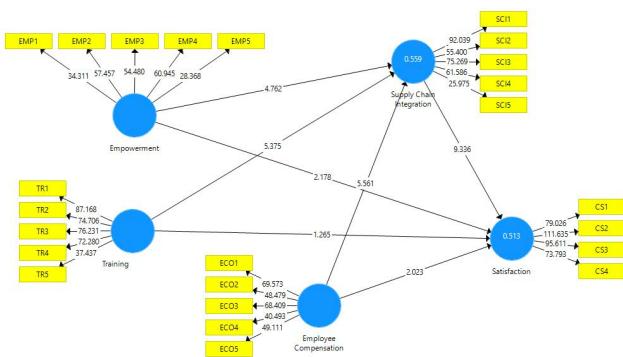 SCI1
92.039
SCI2
55.400
0.559
75.269
SCI3
61.586
SCI4
25.975
SCI5
Supply Chain
Integration
EMP1
EMP2
EMP3
EMP4
EMP5
34.311
57.457
54.480
60.945
28.368
Empowerment
4.762
5.375
2.178
5.561
9.336
1.265
2.023
TR1
87.168
TR2
74.706
TR3
76.231
TR4
72.280
TR5
37.437
Training
ECO1
69.573
ECO2
48.479
ECO3
68.409
ECO4
40.493
ECO5
49.111
Employee
Compensation
0.513
Satisfaction
CS1
79.026
CS2
111.635
CS3
95.611
CS4
73.793